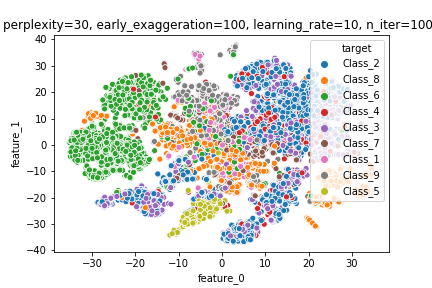 perplexity=30, early_exaggeration=100, learning_rate=10, n_iter=100
40
30
20
10
0
−10
−20
−30
−40
feature_1
target
Class_2
Class_8
Class_6
Class_4
Class_3
Class_7
Class_1
Class_9
Class_5
−30 −20 −10 0 10 20 30
feature_0